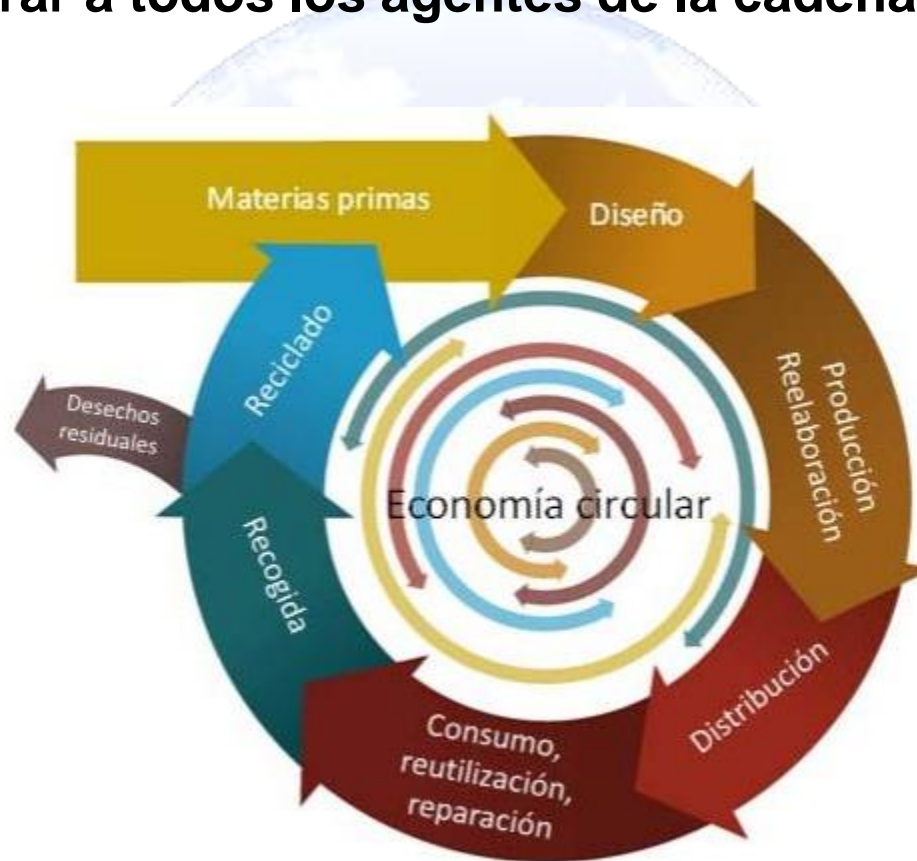 rar a todos los agentes de la cadena
Materias primas
Diseño
Producción
Reelaboración
Distribución
Consumo,
reutilización,
reparación
Recogida
Reciclado
Desechos
residuales
Economía circular